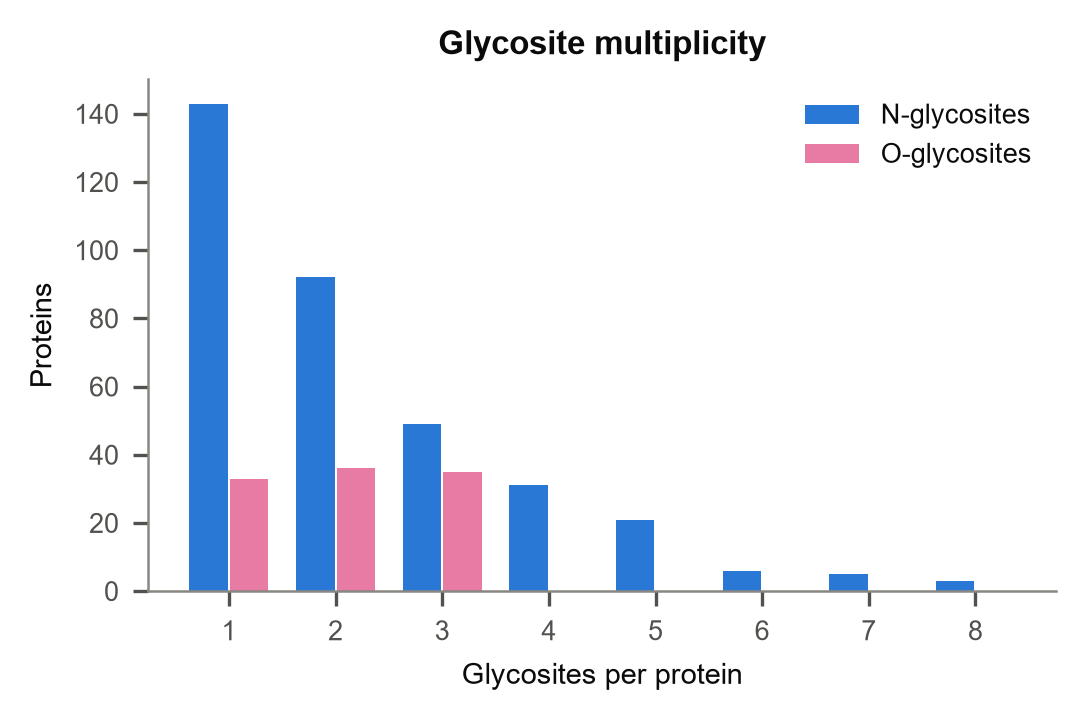 Glycosite multiplicity
N-glycosites
O-glycosites
Proteins
140
120
100
80
60
40
20
0
1 2 3 4 5 6 7 8
Glycosites per protein